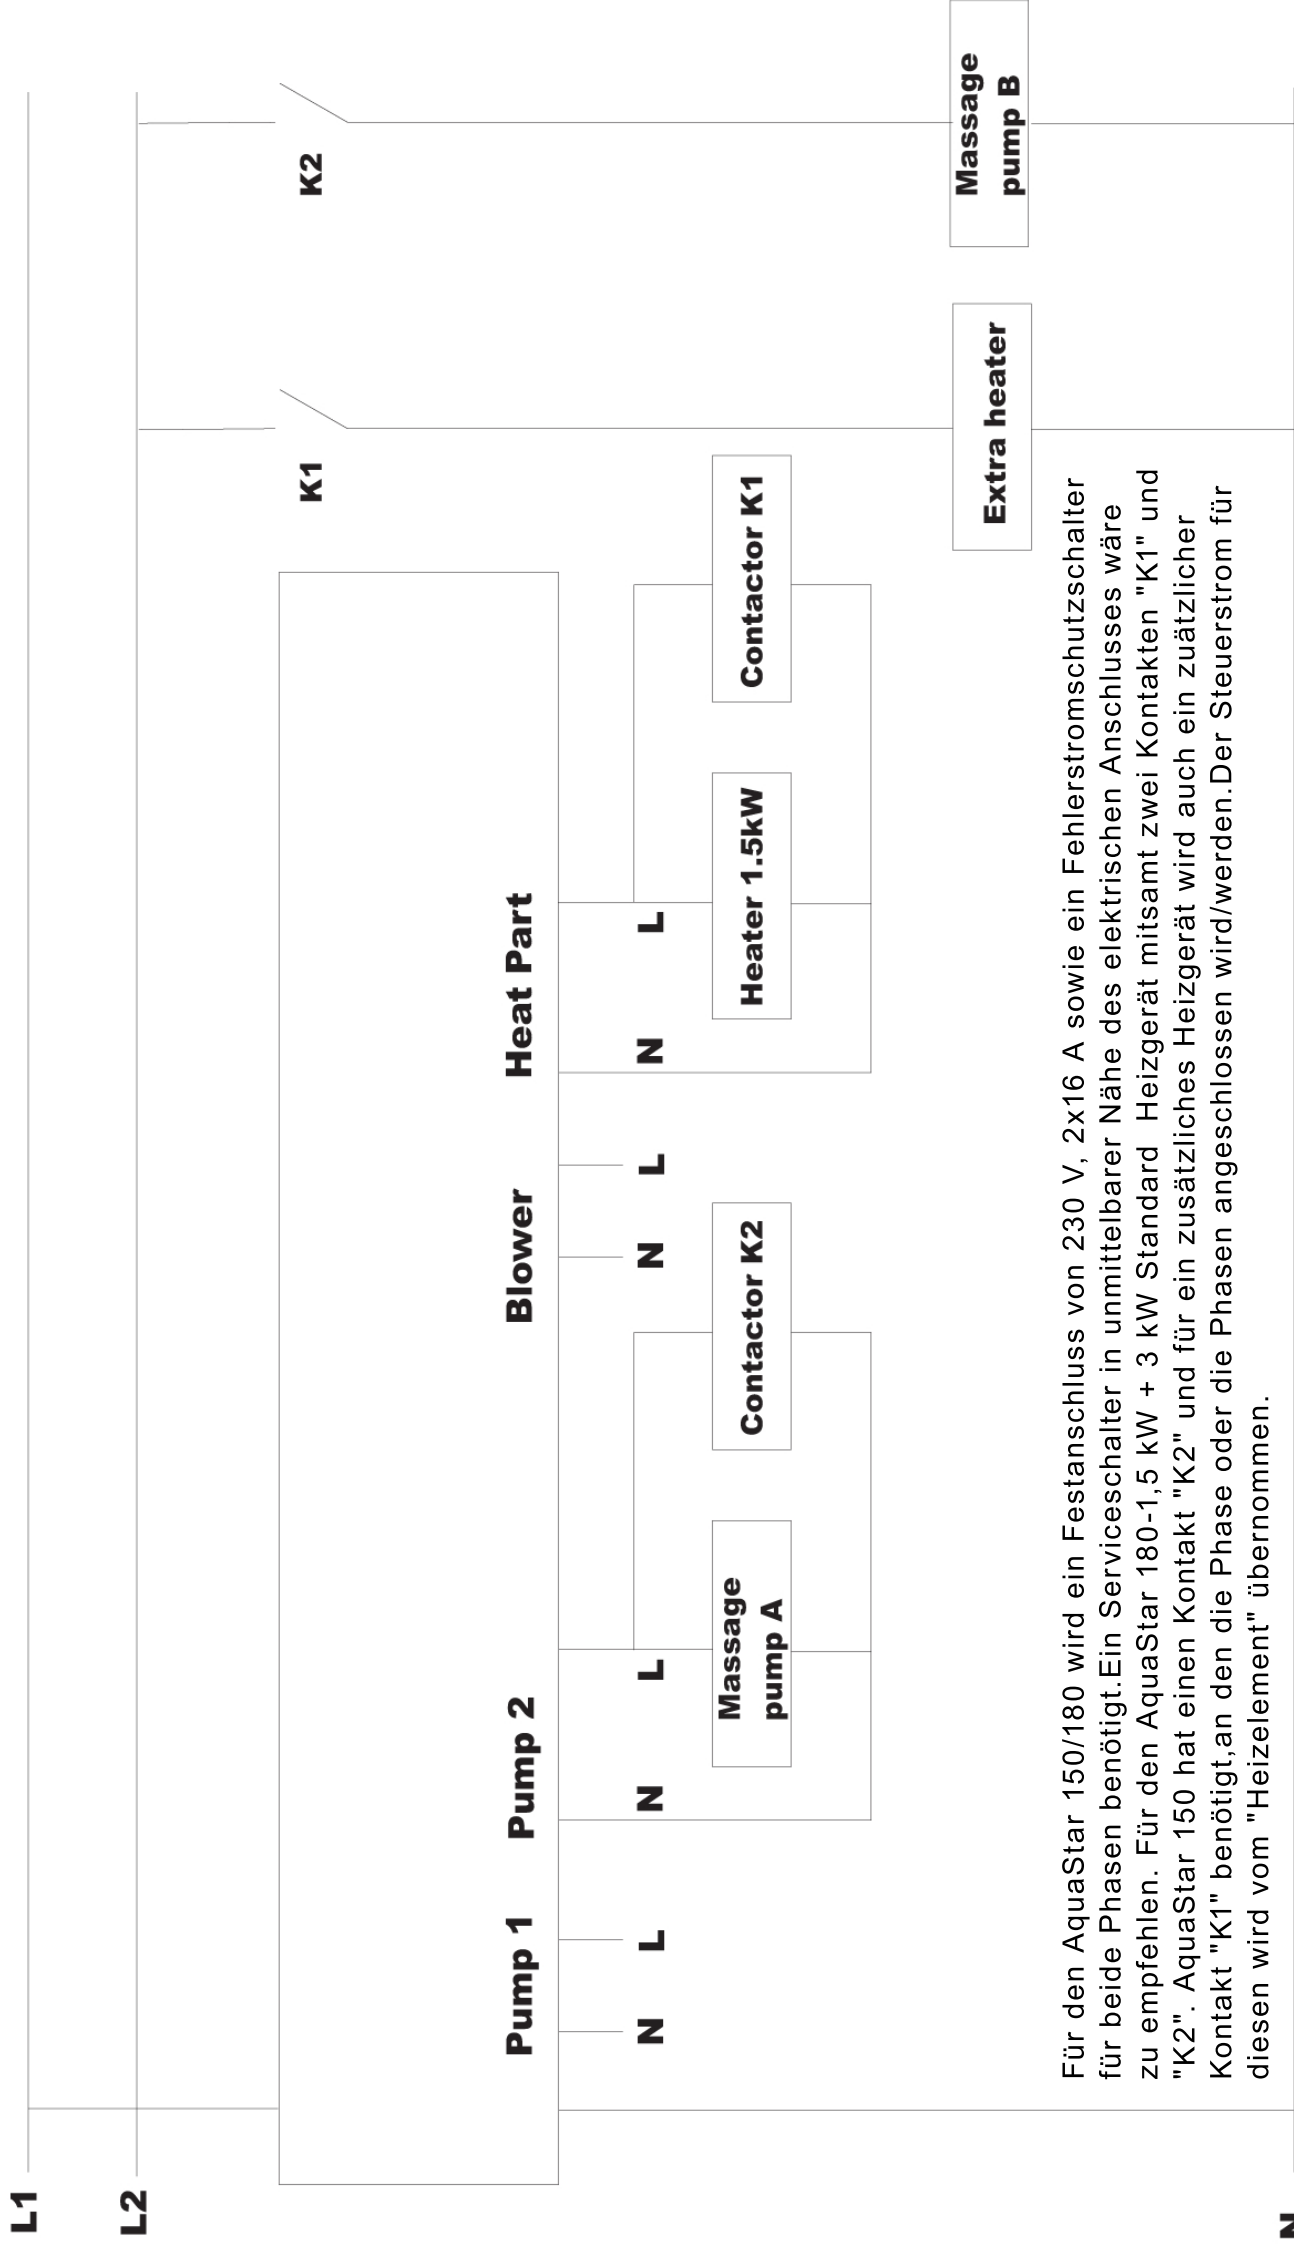 L1
L2
K1
K2
Pump 1
Pump 2
Blower
Heat Part
N
L
N
L
N
L
N
L
Massage
pump A
Contactor K2
Heater 1.5kW
Contactor K1
Extra heater
Massage
pump B
Für den AquaStar 150/180 wird ein Festanschluss von 230 V, 2x16 A sowie ein Fehlerstromschutzschalter
für beide Phasen benötigt.Ein Serviceschalter in unmittelbarer Nähe des elektrischen Anschlusses wäre
zu empfehlen. Für den AquaStar 180-1,5 kW + 3 kW Standard Heizgerät mitsamt zwei Kontakten "K1" und
"K2". AquaStar 150 hat einen Kontakt "K2" und für ein zusätzliches Heizgerät wird auch ein zuätzlicher
Kontakt "K1" benötigt,an den die Phase oder die Phasen angeschlossen wird/werden.Der Steuerstrom für
diesen wird vom "Heizelement" übernommen.
N